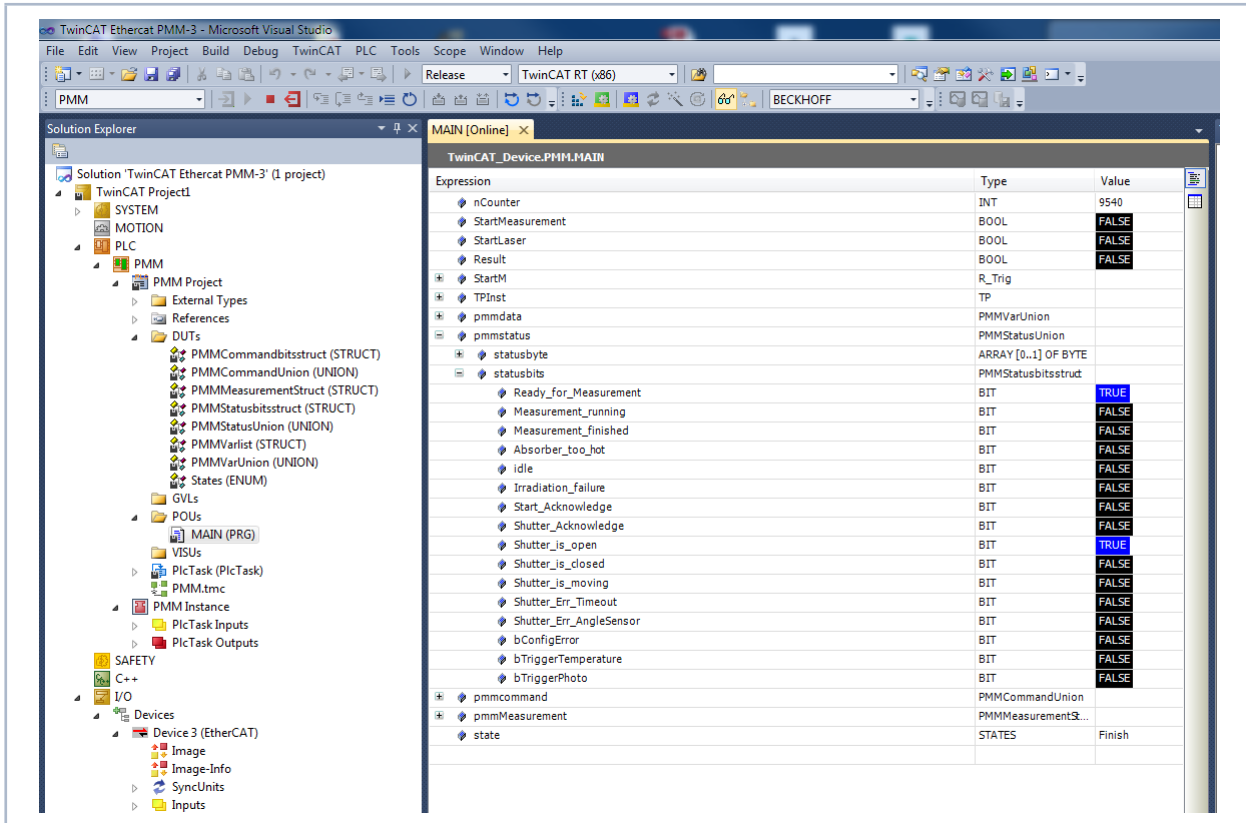 TwinCAT Ethercat PMM-3 - Microsoft Visual Studio
File Edit View Project Build Debug TwinCAT PLC Tools Scope Window Help
Release TwinCAT RT (x86)
PMM BECKHOFF
Solution Explorer
Solution 'TwinCAT Ethercat PMM-3' (1 project)
TwinCAT Project1
SYSTEM
MOTION
PLC
PMM
PMM Project
External Types
References
DUTs
PMMCommandbitsstruct (STRUCT)
PMMCommandUnion (UNION)
PMMMeasurementStruct (STRUCT)
PMMStatusbitsstruct (STRUCT)
PMMStatusUnion (UNION)
PMMVarlist (STRUCT)
PMMVarUnion (UNION)
States (ENUM)
GVLs
POUs
MAIN (PRG)
VISUs
PlcTask (PlcTask)
PMM.tmc
PMM Instance
PlcTask Inputs
PlcTask Outputs
SAFETY
C++
I/O
Devices
Device 3 (EtherCAT)
Image
Image-Info
SyncUnits
Inputs
MAIN [Online]
TwinCAT_Device.PMM.MAIN
Expression Type Value
nCounter INT 9540
StartMeasurement BOOL FALSE
StartLaser BOOL FALSE
Result BOOL FALSE
StartM R_Trig
TPInst TP
pmmdata PMMVarUnion
pmmstatus PMMStatusUnion
statusbyte ARRAY [0..1] OF BYTE
statusbits PMMStatusbitsstruct
Ready_for_Measurement BIT TRUE
Measurement_running BIT FALSE
Measurement_finished BIT FALSE
Absorber_too_hot BIT FALSE
idle BIT FALSE
Irradiation_failure BIT FALSE
Start_Acknowledge BIT FALSE
Shutter_Acknowledge BIT FALSE
Shutter_is_open BIT TRUE
Shutter_is_closed BIT FALSE
Shutter_is_moving BIT FALSE
Shutter_Err_Timeout BIT FALSE
Shutter_Err_AngleSensor BIT FALSE
bConfigError BIT FALSE
bTriggerTemperature BIT FALSE
bTriggerPhoto BIT FALSE
pmmcommand PMMCommandUnion
pmmMeasurement PMMMeasurementSt...
state STATES Finish